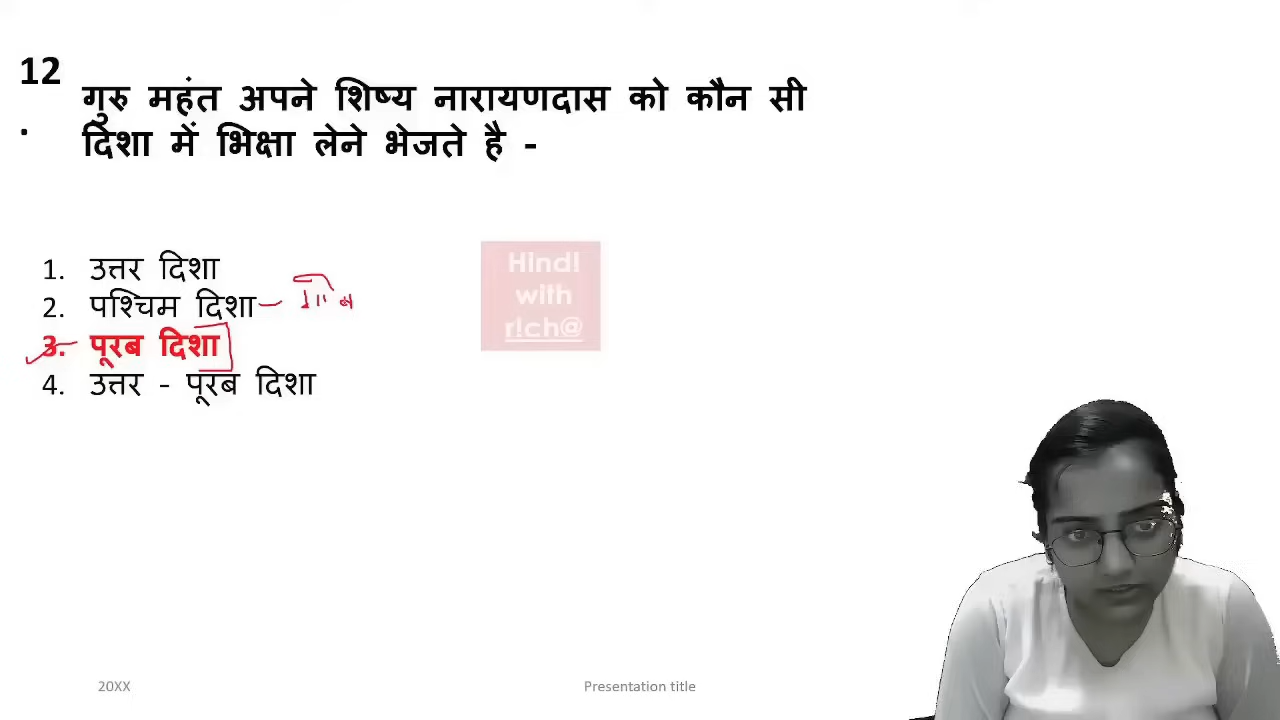 12
.
गुरु महंत अपने शिष्य नारायणदास को कौन सी
दिशा में भिक्षा लेने भेजते है -
1. उत्तर दिशा
2. पश्चिम दिशा
3. पूरब दिशा
4. उत्तर - पूरब दिशा
Hind!
with
r!ch@
20XX
Presentation title